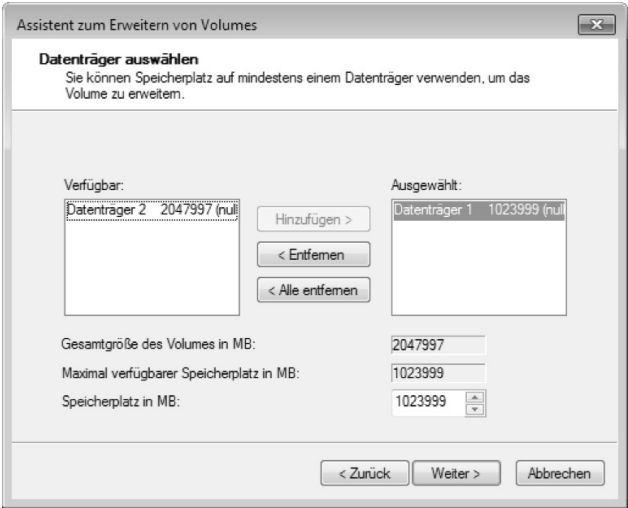 Assistent zum Erweitern von Volumes
Datenträger auswählen
Sie können Speicherplatz auf mindestens einem Datenträger verwenden, um das
Volume zu erweitern.
Verfügbar:
Ausgewählt:
Datenträger 2 2047997 (null
Datenträger 1 1023999 (null
Hinzufügen >
< Entfernen
< Alle entfernen
Gesamtgröße des Volumes in MB: 2047997
Maximal verfügbarer Speicherplatz in MB: 1023999
Speicherplatz in MB: 1023999
< Zurück Weiter > Abbrechen